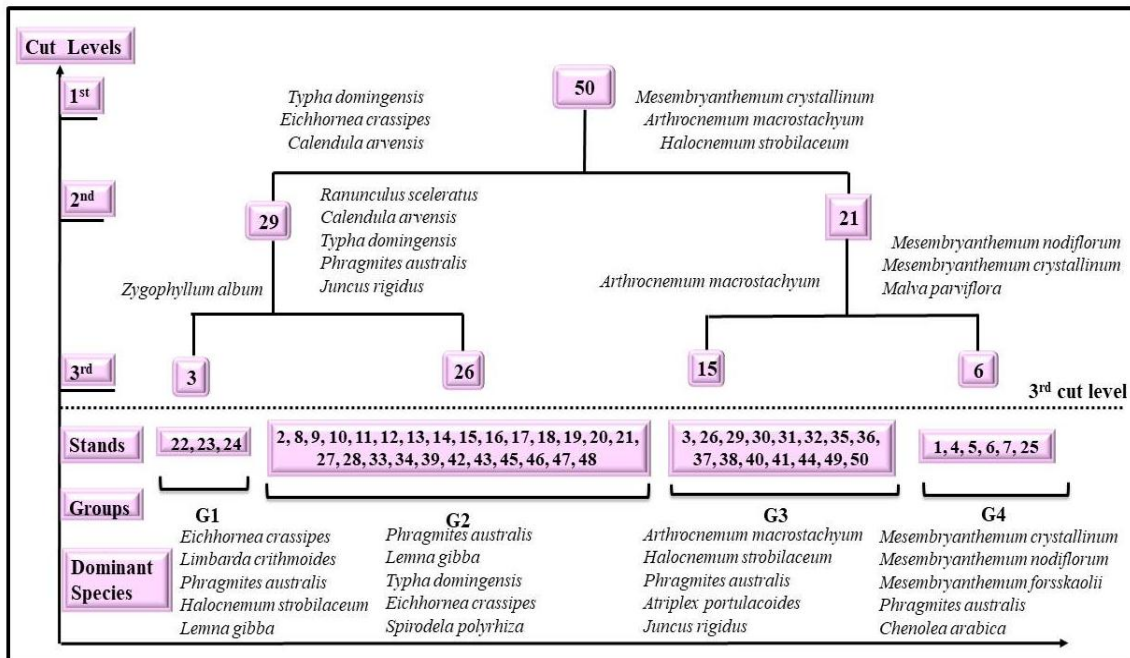 Cut Levels
1st
50
Typha domingensis
Eichhornea crassipes
Calendula arvensis
Mesembryanthemum crystallinum
Arthrocnemum macrostachyum
Halocnemum strobilaceum
2nd
29
Ranunculus sceleratus
Calendula arvensis
Typha domingensis
Phragmites australis
Juncus rigidus
21
Zygophyllum album
Arthrocnemum macrostachyum
Mesembryanthemum nodiflorum
Mesembryanthemum crystallinum
Malva parviflora
3rd
3
26
15
6
3rd cut level
Stands
22, 23, 24
2, 8, 9, 10, 11, 12, 13, 14, 15, 16, 17, 18, 19, 20, 21,
27, 28, 33, 34, 39, 42, 43, 45, 46, 47, 48
3, 26, 29, 30, 31, 32, 35, 36,
37, 38, 40, 41, 44, 49, 50
1, 4, 5, 6, 7, 25
Groups
G1
G2
G3
G4
Dominant
Species
Eichhornea crassipes
Limbarda crithmoides
Phragmites australis
Halocnemum strobilaceum
Lemna gibba
Phragmites australis
Lemna gibba
Typha domingensis
Eichhornea crassipes
Spirodela polyrhiza
Arthrocnemum macrostachyum
Halocnemum strobilaceum
Phragmites australis
Atriplex portulacoides
Juncus rigidus
Mesembryanthemum crystallinum
Mesembryanthemum nodiflorum
Mesembryanthemum forsskaolii
Phragmites australis
Chenolea arabica